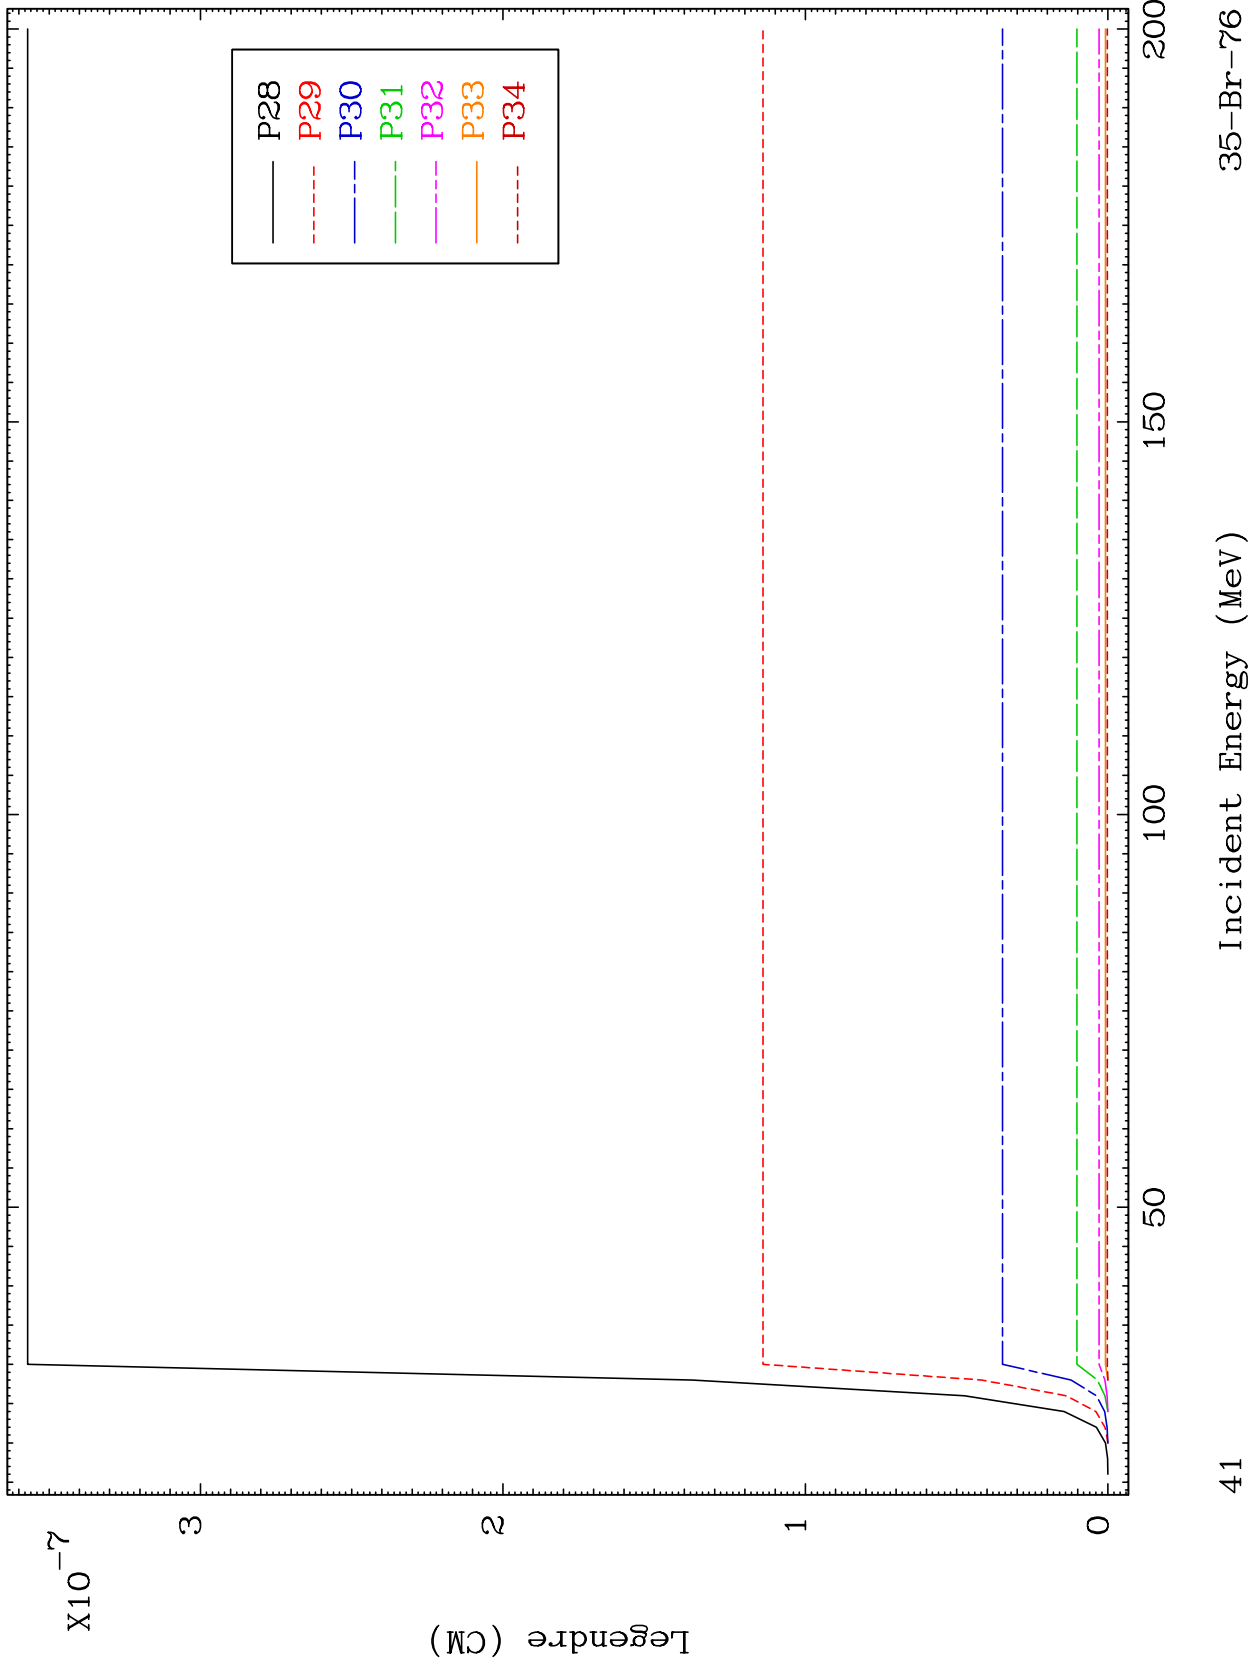 X10⁻⁷
Legendre (CM)
3
2
1
0
50
100
150
200
Incident Energy (MeV)
P28
P29
P30
P31
P32
P33
P34
41
35-Br-76